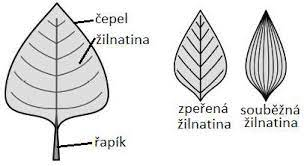 čepel
žilnatina
řapík
zpeřená
žilnatina
souběžná
žilnatina